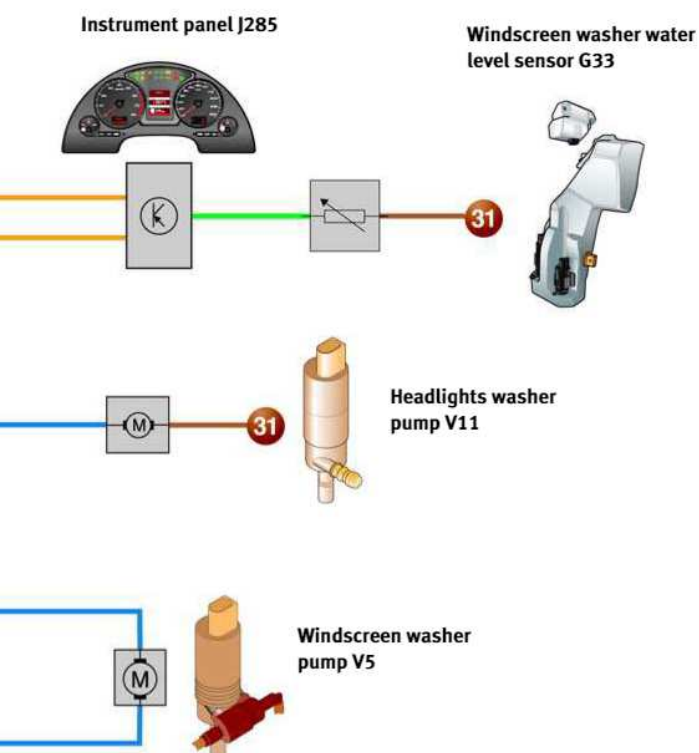 Instrument panel J285
Windscreen washer water
level sensor G33
31
31
Headlights washer
pump V11
M
Windscreen washer
pump V5
M